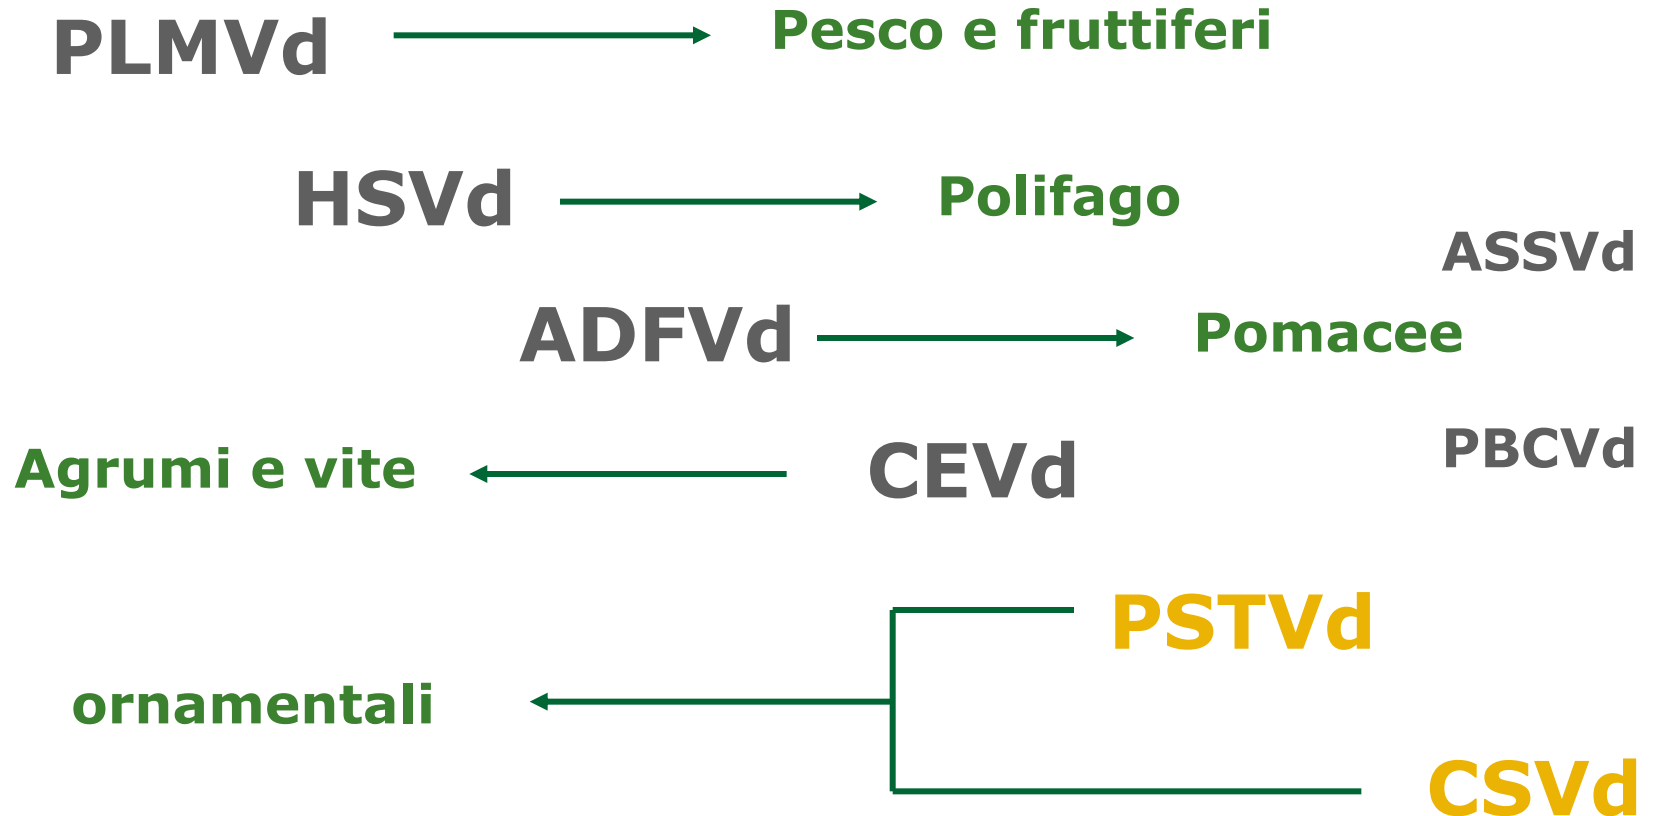 PLMVd
Pesco e fruttiferi
HSVd
Polifago
ASSVd
ADFVd
Pomacee
PBCVd
Agrumi e vite
CEVd
PSTVd
ornamentali
CSVd